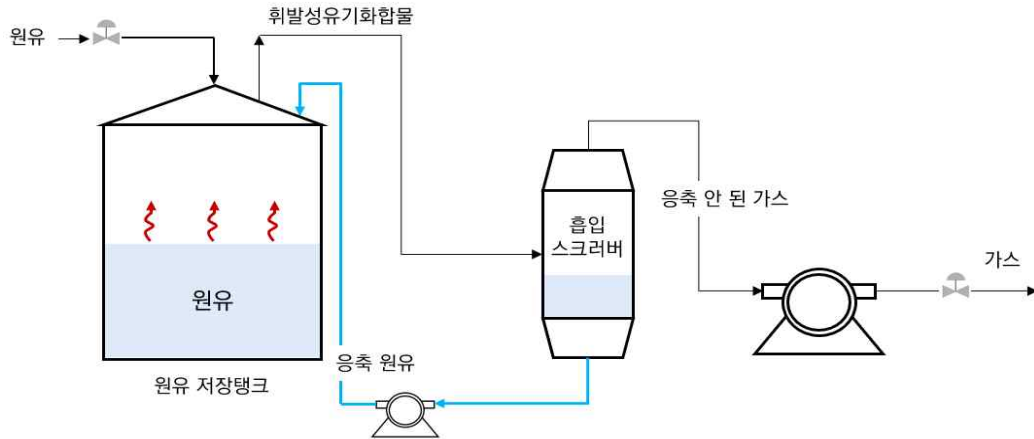 휘발성유기화합물
원유
흡입
스크러버
응축 안 된 가스
가스
원유
응축 원유
원유 저장탱크